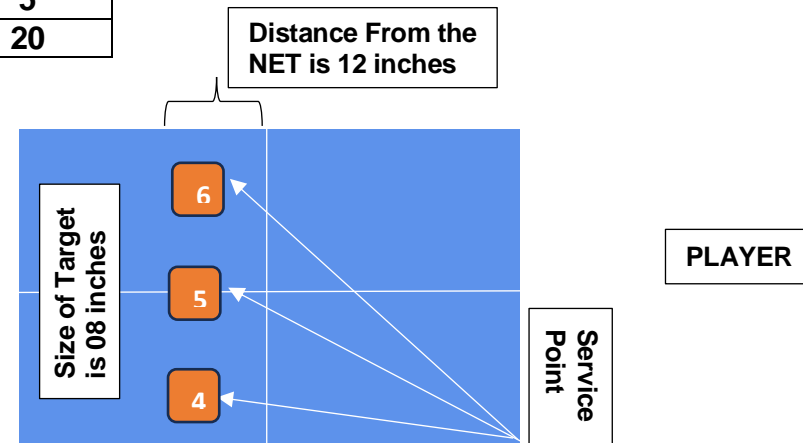 20
Distance From the
NET is 12 inches
6
Size of Target
is 08 inches
5
PLAYER
Service
Point
4